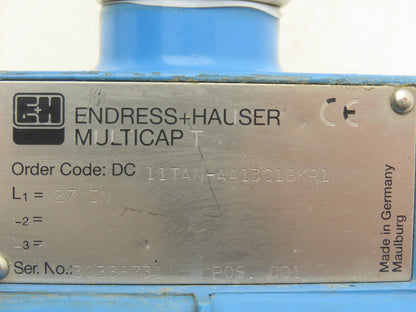 E+H ENDRESS+HAUSER CE
MULTICAP T
Order Code: DC 11TAN-AA13C1BKR1
L1 = 27 IN
L2 =
L3 =
Ser. No.: 30338731 POS. 001
Made in Germany
Maulburg